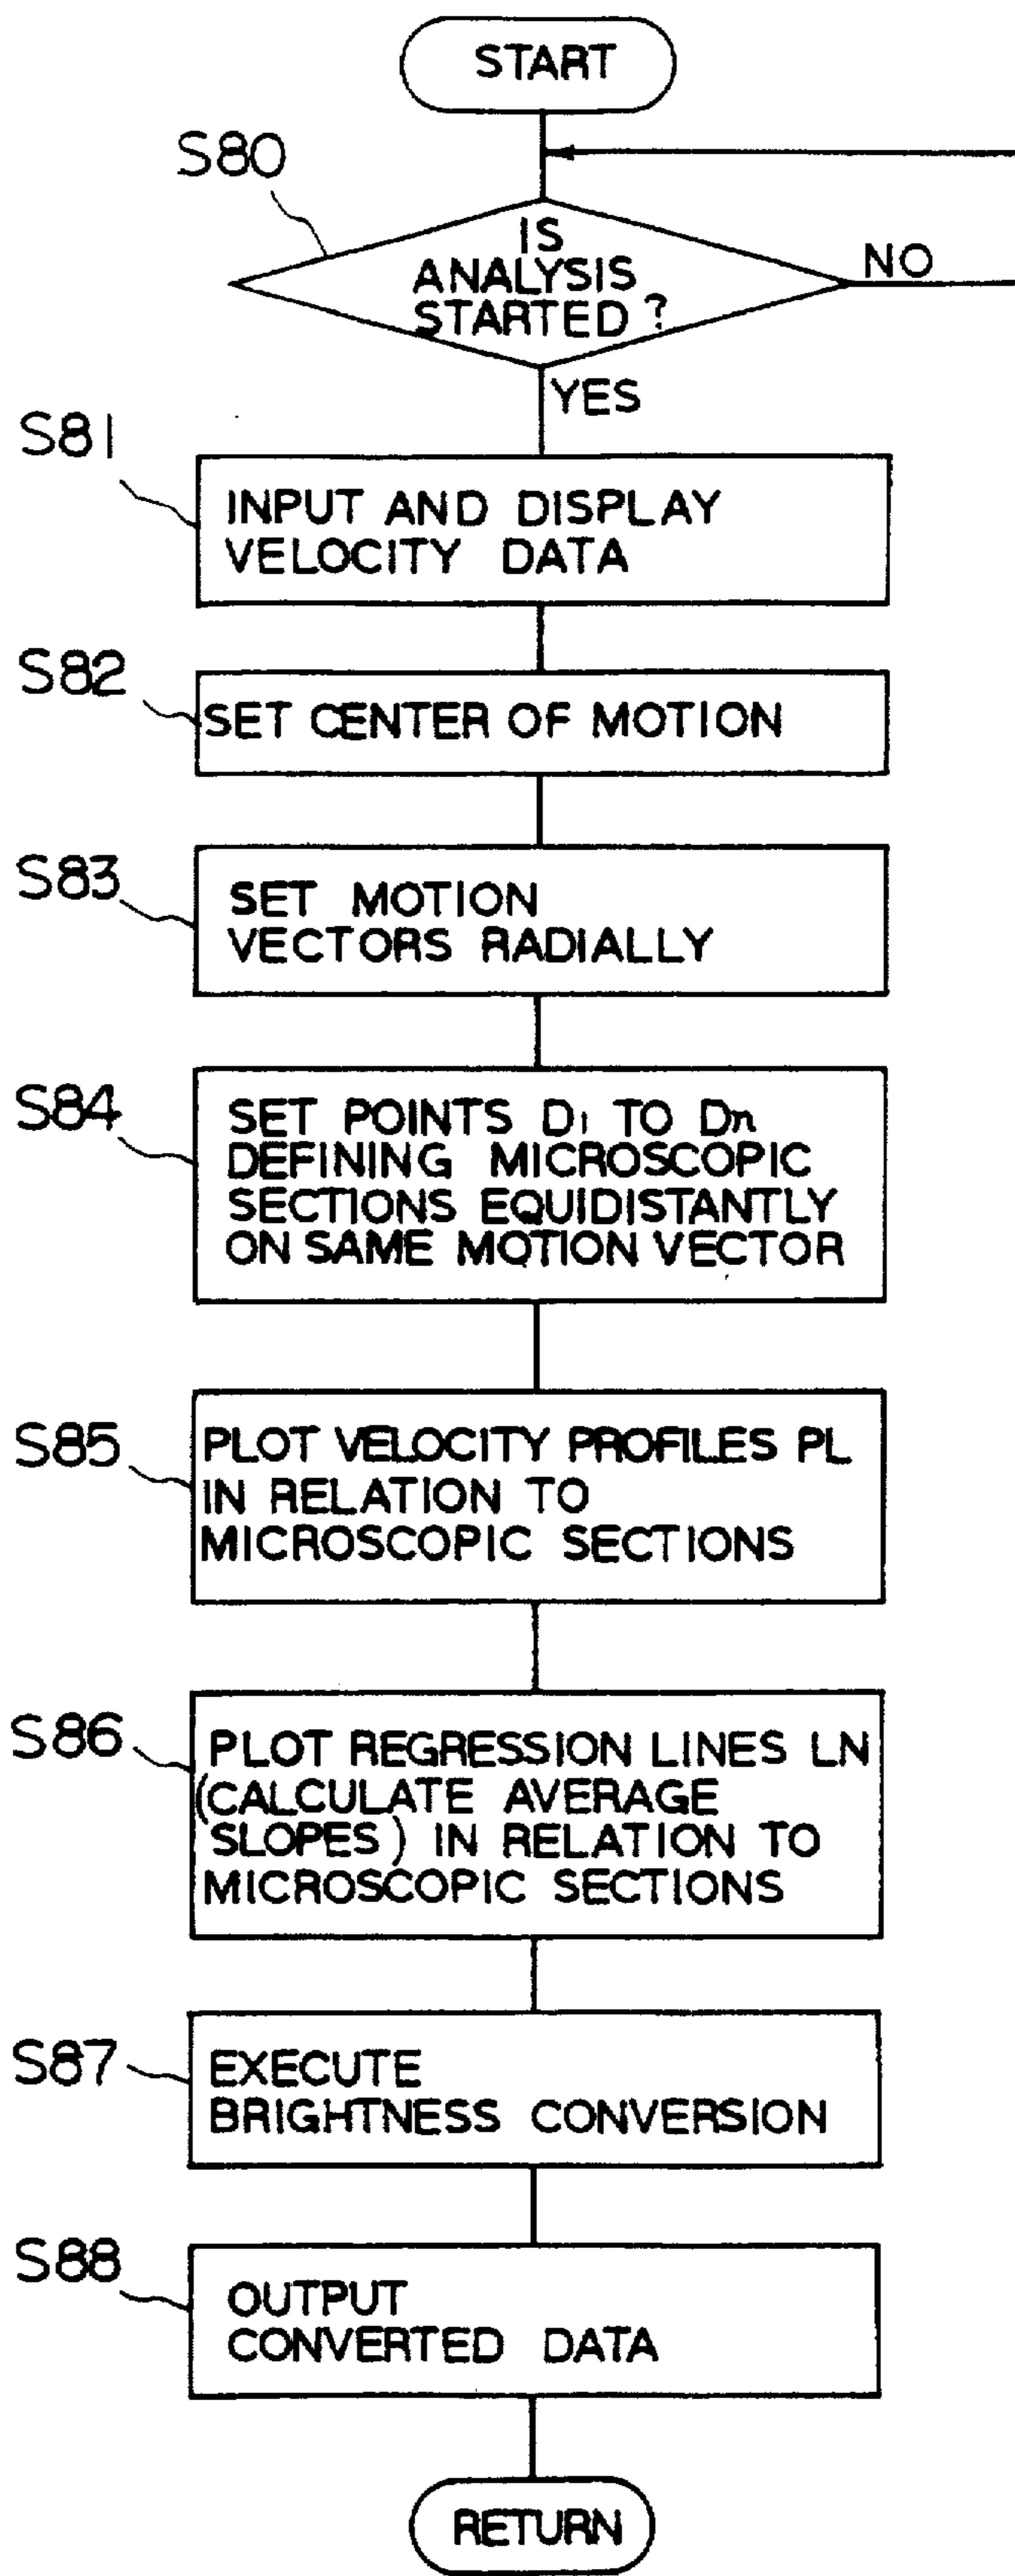 START
S80
IS
ANALYSIS
STARTED?
NO
YES
S81
INPUT AND DISPLAY
VELOCITY DATA
S82
SET CENTER OF MOTION
S83
SET MOTION
VECTORS RADIALLY
S84
SET POINTS D1 TO Dn
DEFINING MICROSCOPIC
SECTIONS EQUIDISTANTLY
ON SAME MOTION VECTOR
S85
PLOT VELOCITY PROFILES PL
IN RELATION TO
MICROSCOPIC SECTIONS
S86
PLOT REGRESSION LINES LN
(CALCULATE AVERAGE
SLOPES) IN RELATION TO
MICROSCOPIC SECTIONS
S87
EXECUTE
BRIGHTNESS CONVERSION
S88
OUTPUT
CONVERTED DATA
RETURN